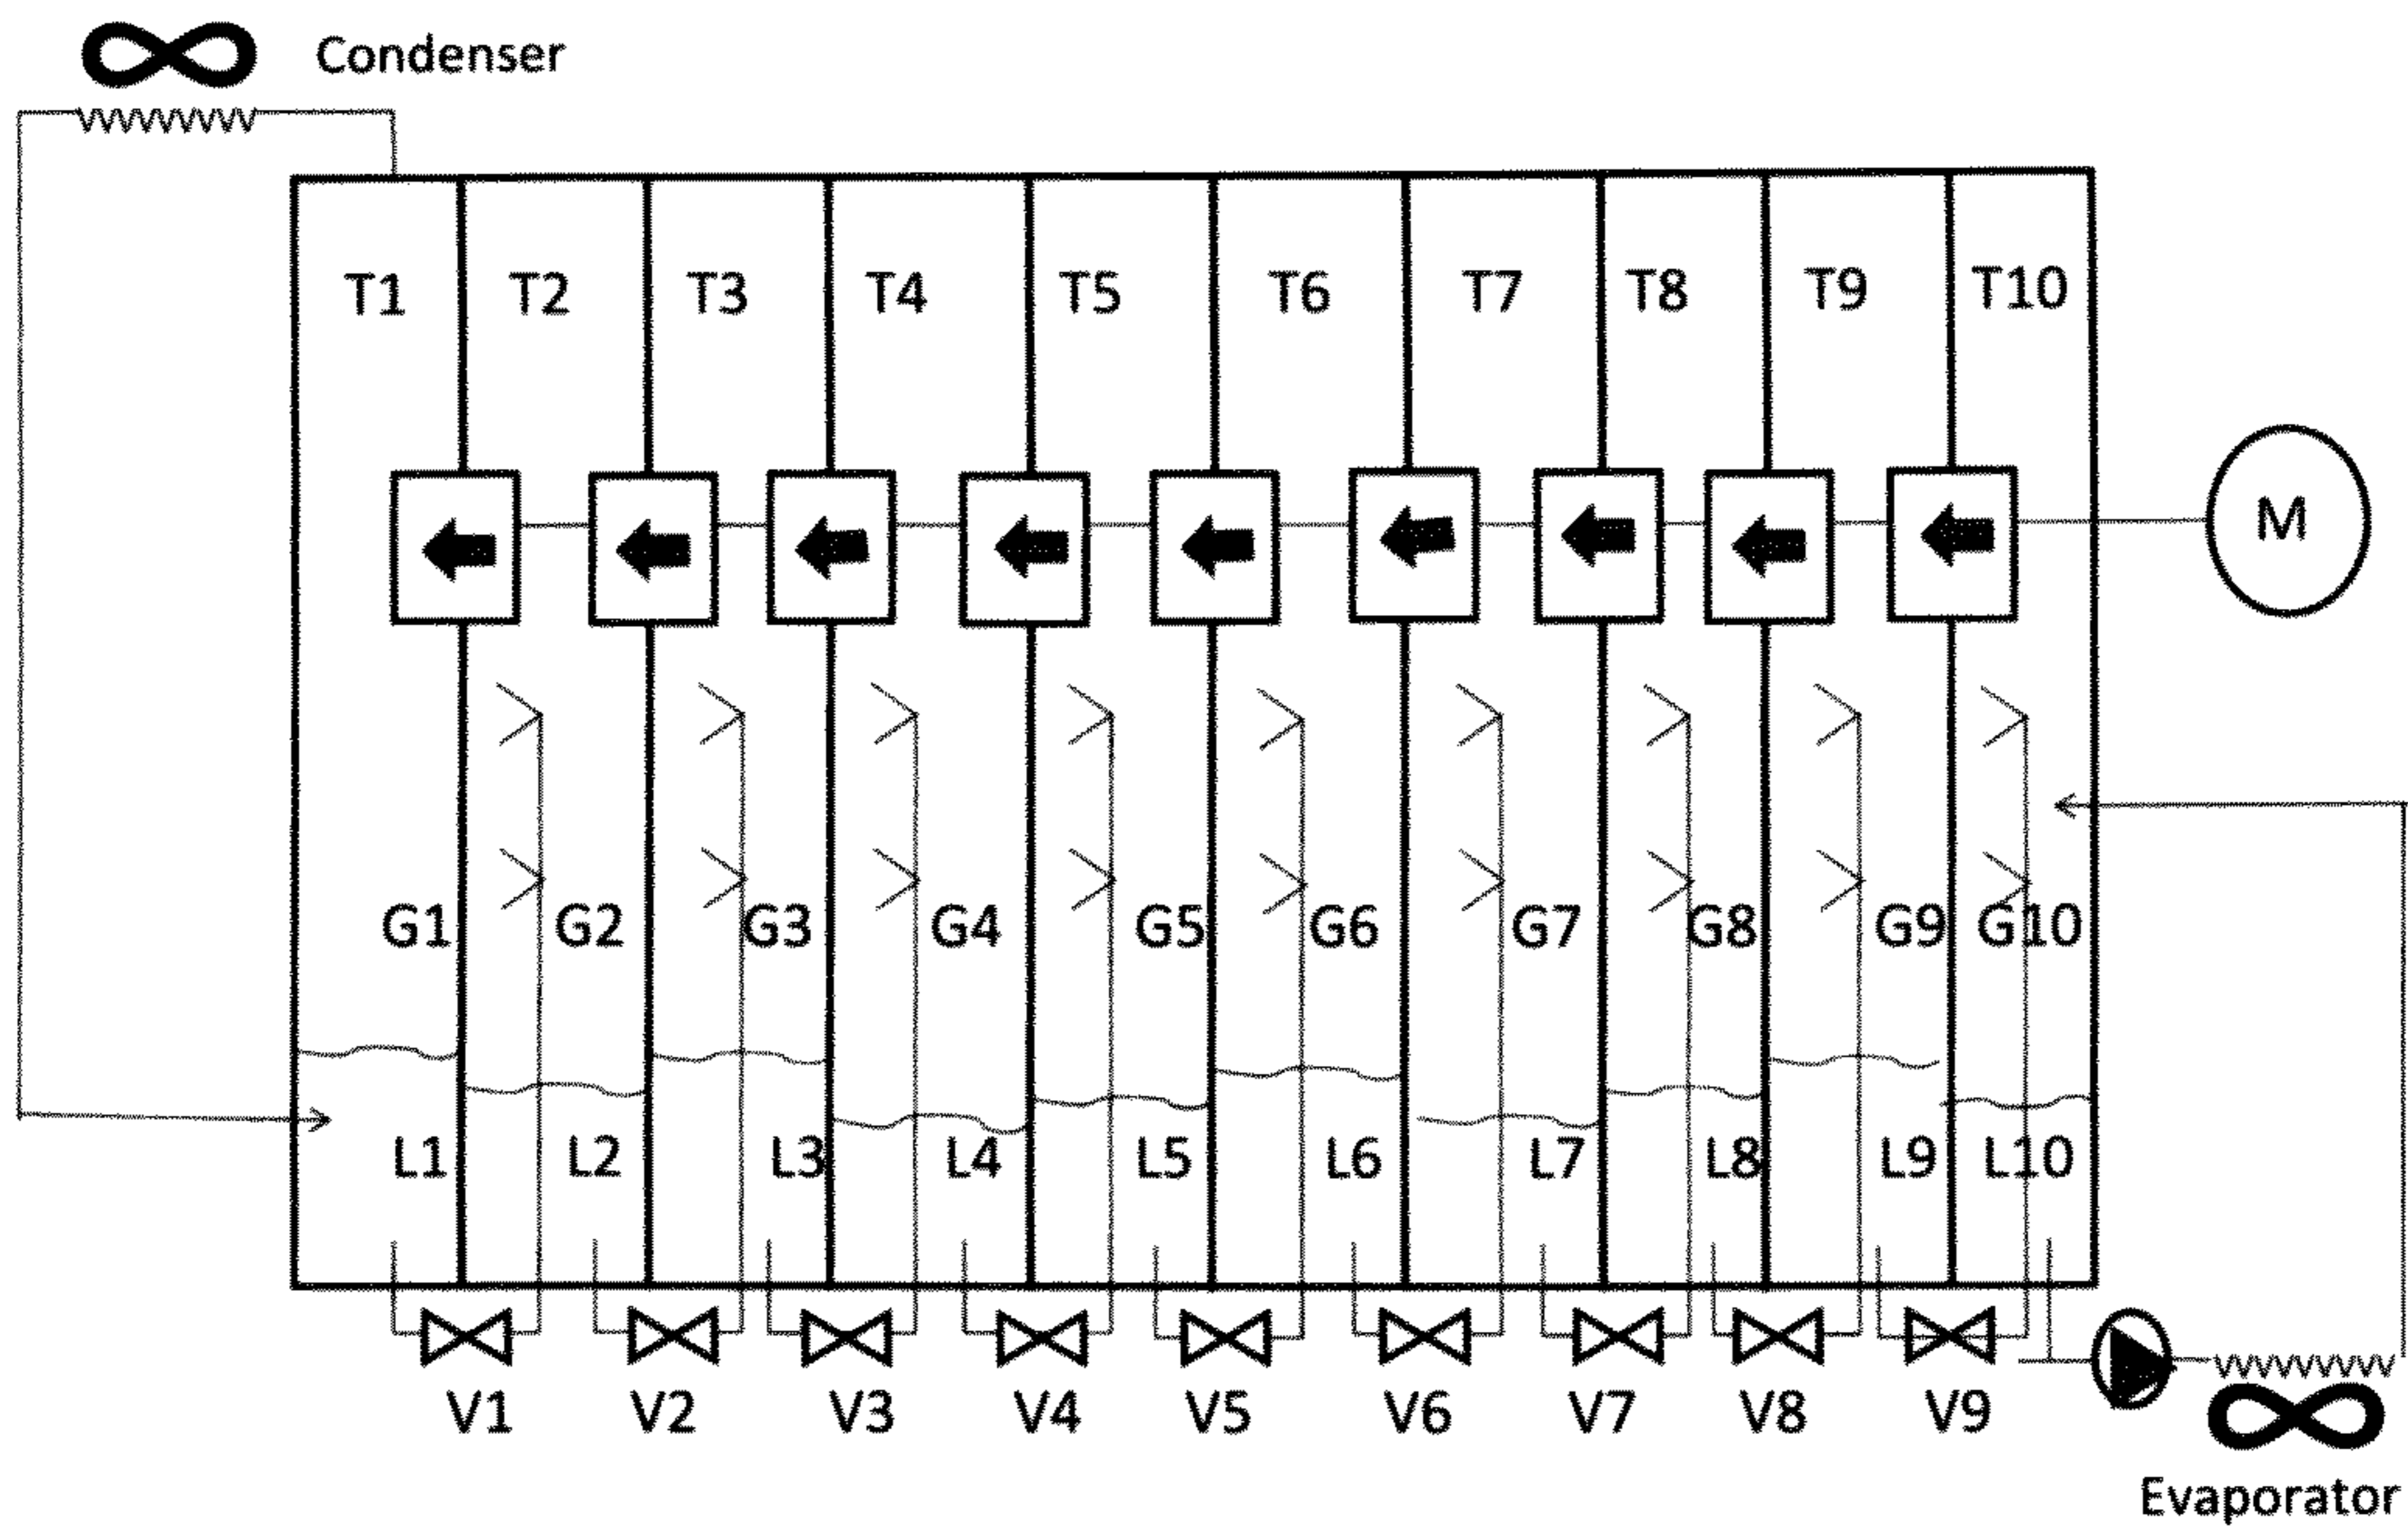 Condenser
T1 T2 T3 T4 T5 T6 T7 T8 T9 T10
M
G1 G2 G3 G4 G5 G6 G7 G8 G9 G10
L1 L2 L3 L4 L5 L6 L7 L8 L9 L10
V1 V2 V3 V4 V5 V6 V7 V8 V9
Evaporator